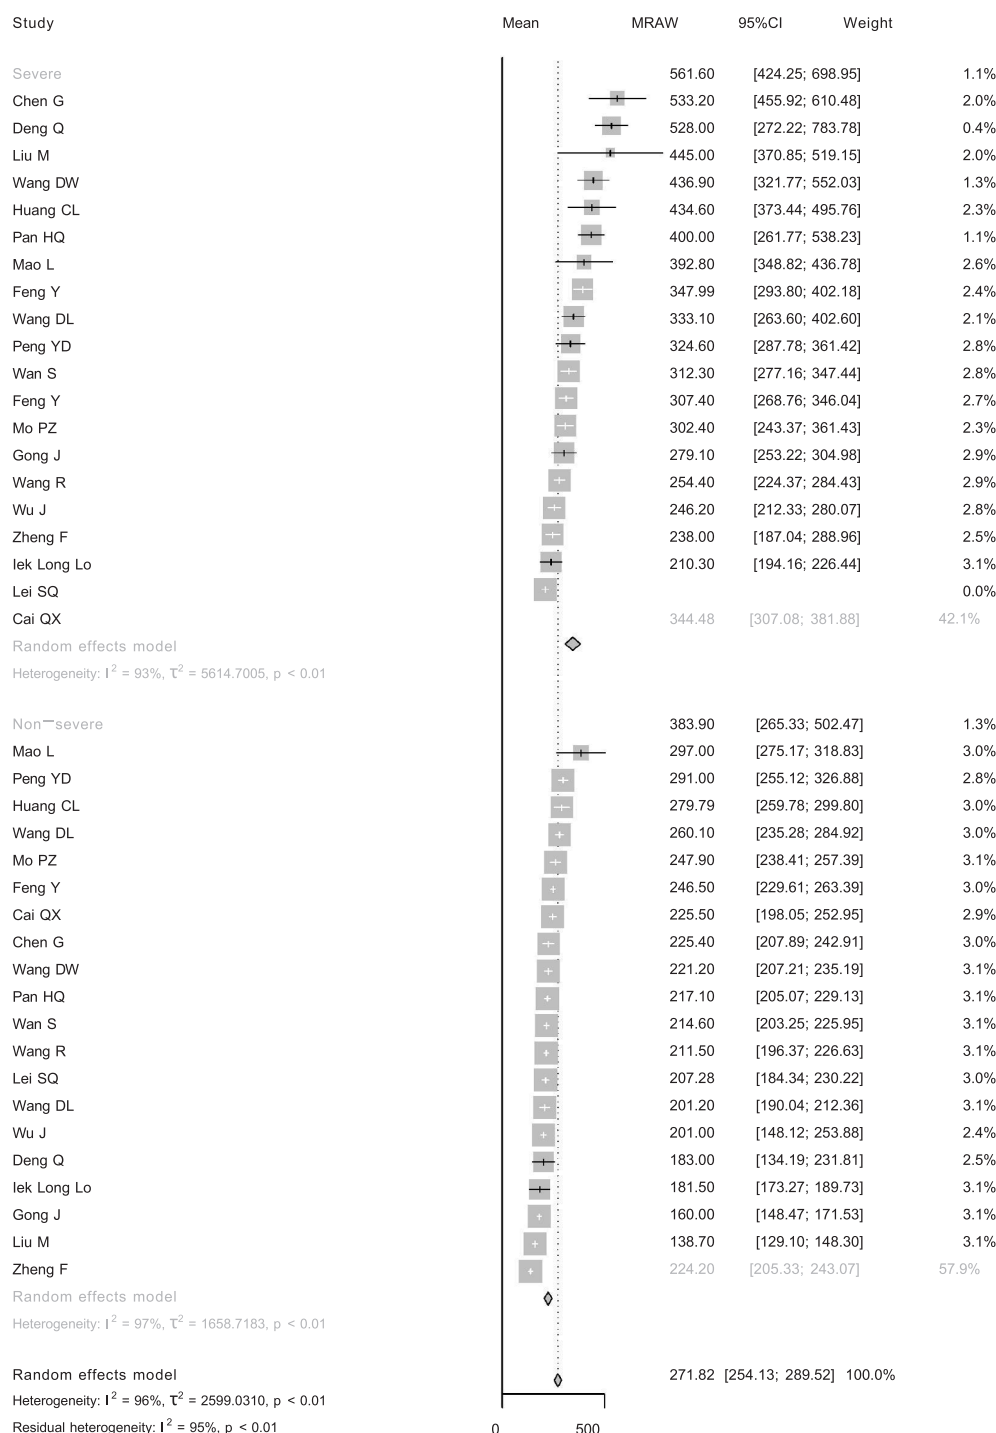 Study Mean MRAW 95%CI Weight
Severe 561.60 [424.25; 698.95] 1.1%
Chen G 533.20 [455.92; 610.48] 2.0%
Deng Q 528.00 [272.22; 783.78] 0.4%
Liu M 445.00 [370.85; 519.15] 2.0%
Wang DW 436.90 [321.77; 552.03] 1.3%
Huang CL 434.60 [373.44; 495.76] 2.3%
Pan HQ 400.00 [261.77; 538.23] 1.1%
Mao L 392.80 [348.82; 436.78] 2.6%
Feng Y 347.99 [293.80; 402.18] 2.4%
Wang DL 333.10 [263.60; 402.60] 2.1%
Peng YD 324.60 [287.78; 361.42] 2.8%
Wan S 312.30 [277.16; 347.44] 2.8%
Feng Y 307.40 [268.76; 346.04] 2.7%
Mo PZ 302.40 [243.37; 361.43] 2.3%
Gong J 279.10 [253.22; 304.98] 2.9%
Wang R 254.40 [224.37; 284.43] 2.9%
Wu J 246.20 [212.33; 280.07] 2.8%
Zheng F 238.00 [187.04; 288.96] 2.5%
Iek Long Lo 210.30 [194.16; 226.44] 3.1%
Lei SQ 0.0%
Cai QX 344.48 [307.08; 381.88] 42.1%
Random effects model
Heterogeneity: I² = 93%, τ² = 5614.7005, p < 0.01
Non−severe 383.90 [265.33; 502.47] 1.3%
Mao L 297.00 [275.17; 318.83] 3.0%
Peng YD 291.00 [255.12; 326.88] 2.8%
Huang CL 279.79 [259.78; 299.80] 3.0%
Wang DL 260.10 [235.28; 284.92] 3.0%
Mo PZ 247.90 [238.41; 257.39] 3.1%
Feng Y 246.50 [229.61; 263.39] 3.0%
Cai QX 225.50 [198.05; 252.95] 2.9%
Chen G 225.40 [207.89; 242.91] 3.0%
Wang DW 221.20 [207.21; 235.19] 3.1%
Pan HQ 217.10 [205.07; 229.13] 3.1%
Wan S 214.60 [203.25; 225.95] 3.1%
Wang R 211.50 [196.37; 226.63] 3.1%
Lei SQ 207.28 [184.34; 230.22] 3.0%
Wang DL 201.20 [190.04; 212.36] 3.1%
Wu J 201.00 [148.12; 253.88] 2.4%
Deng Q 183.00 [134.19; 231.81] 2.5%
Iek Long Lo 181.50 [173.27; 189.73] 3.1%
Gong J 160.00 [148.47; 171.53] 3.1%
Liu M 138.70 [129.10; 148.30] 3.1%
Zheng F 224.20 [205.33; 243.07] 57.9%
Random effects model
Heterogeneity: I² = 97%, τ² = 1658.7183, p < 0.01
Random effects model 271.82 [254.13; 289.52] 100.0%
Heterogeneity: I² = 96%, τ² = 2599.0310, p < 0.01
Residual heterogeneity: I² = 95%, p < 0.01
0 500